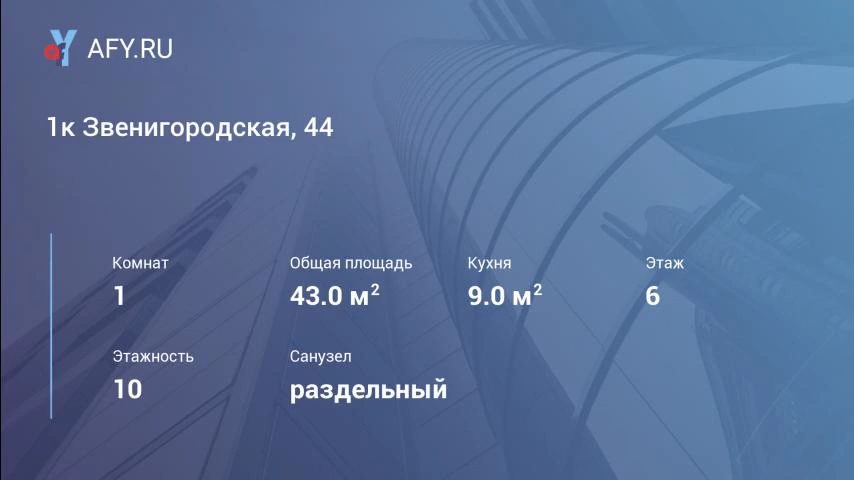 AFY.RU
1к Звенигородская, 44
Комнат
1
Общая площадь
43.0 м²
Кухня
9.0 м²
Этаж
6
Этажность
10
Санузел
раздельный